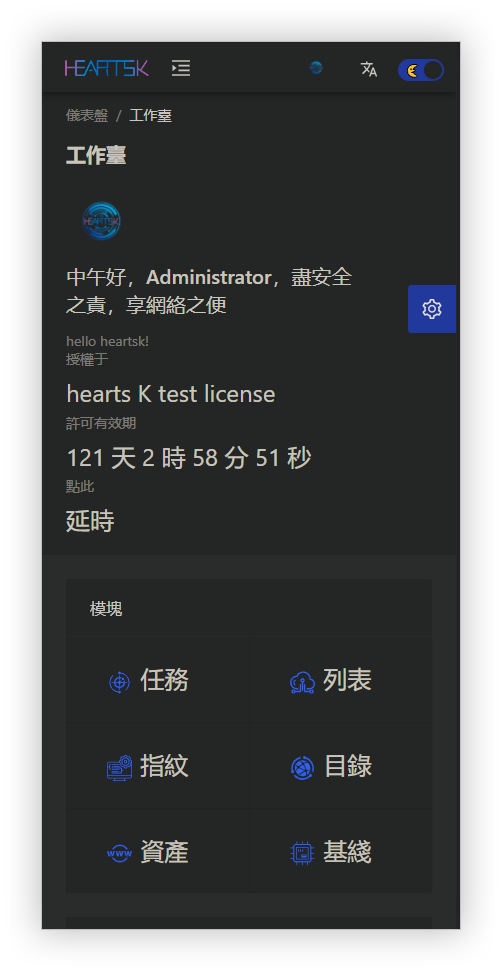 HEARTSK
儀表盤 / 工作臺
工作臺
HEARTSK
中午好，Administrator，盡安全
之責，享網絡之便
hello heartsk!
授權于
hearts K test license
許可有效期
121 天 2 時 58 分 51 秒
點此
延時
模塊
任務 列表
指紋 目錄
www 資產 基綫